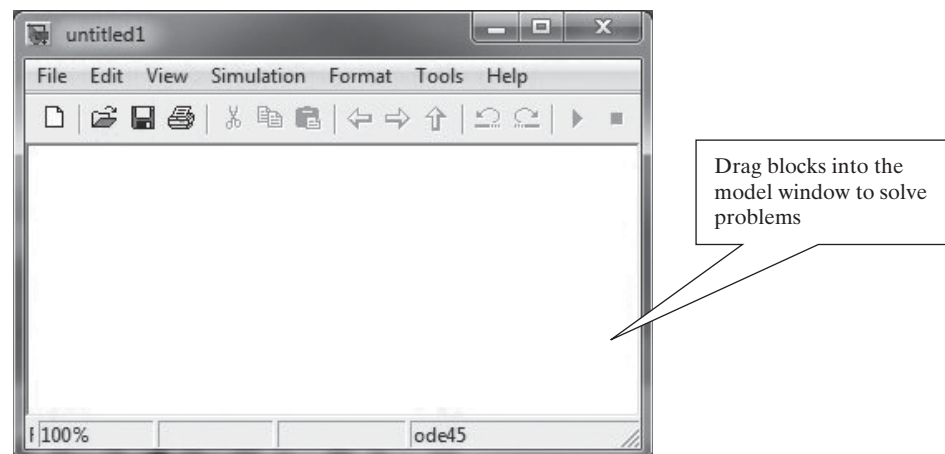 untitled1
File Edit View Simulation Format Tools Help
Drag blocks into the
model window to solve
problems
100% ode45